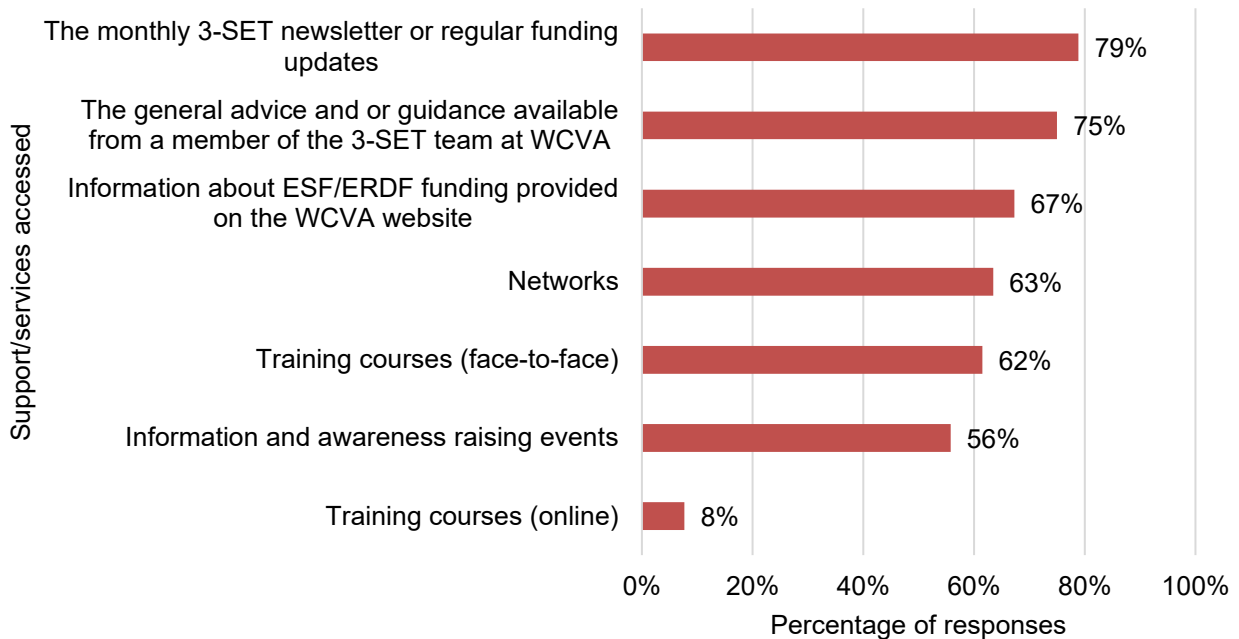 The monthly 3-SET newsletter or regular funding
updates
79%
The general advice and or guidance available
from a member of the 3-SET team at WCVA
75%
Information about ESF/ERDF funding provided
on the WCVA website
67%
Networks
63%
Training courses (face-to-face)
62%
Information and awareness raising events
56%
Training courses (online)
8%
Support/services accessed
0%
20%
40%
60%
80%
100%
Percentage of responses